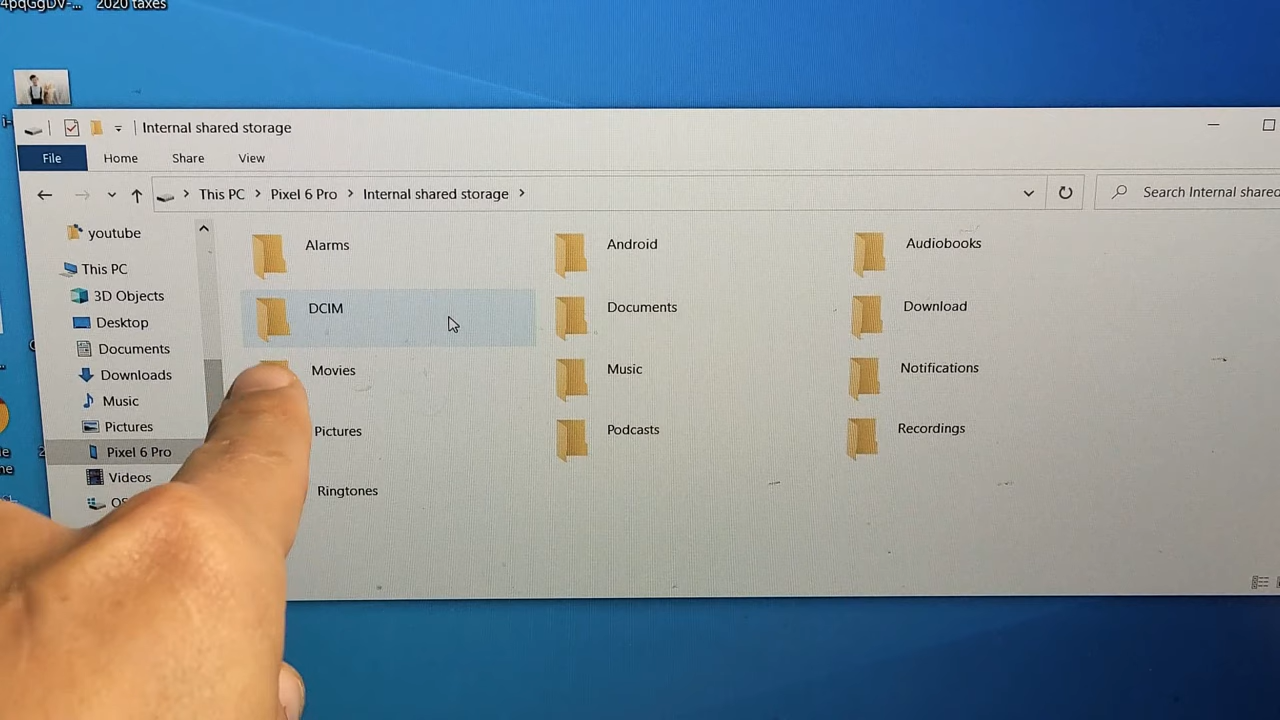 4pqGgDV-... 2020 taxes
Internal shared storage
File Home Share View
This PC > Pixel 6 Pro > Internal shared storage >
Search Internal shared
youtube
This PC
3D Objects
Desktop
Documents
Downloads
Music
Pictures
Pixel 6 Pro
Videos
OS
Alarms Android Audiobooks
DCIM Documents Download
Movies Music Notifications
Pictures Podcasts Recordings
Ringtones